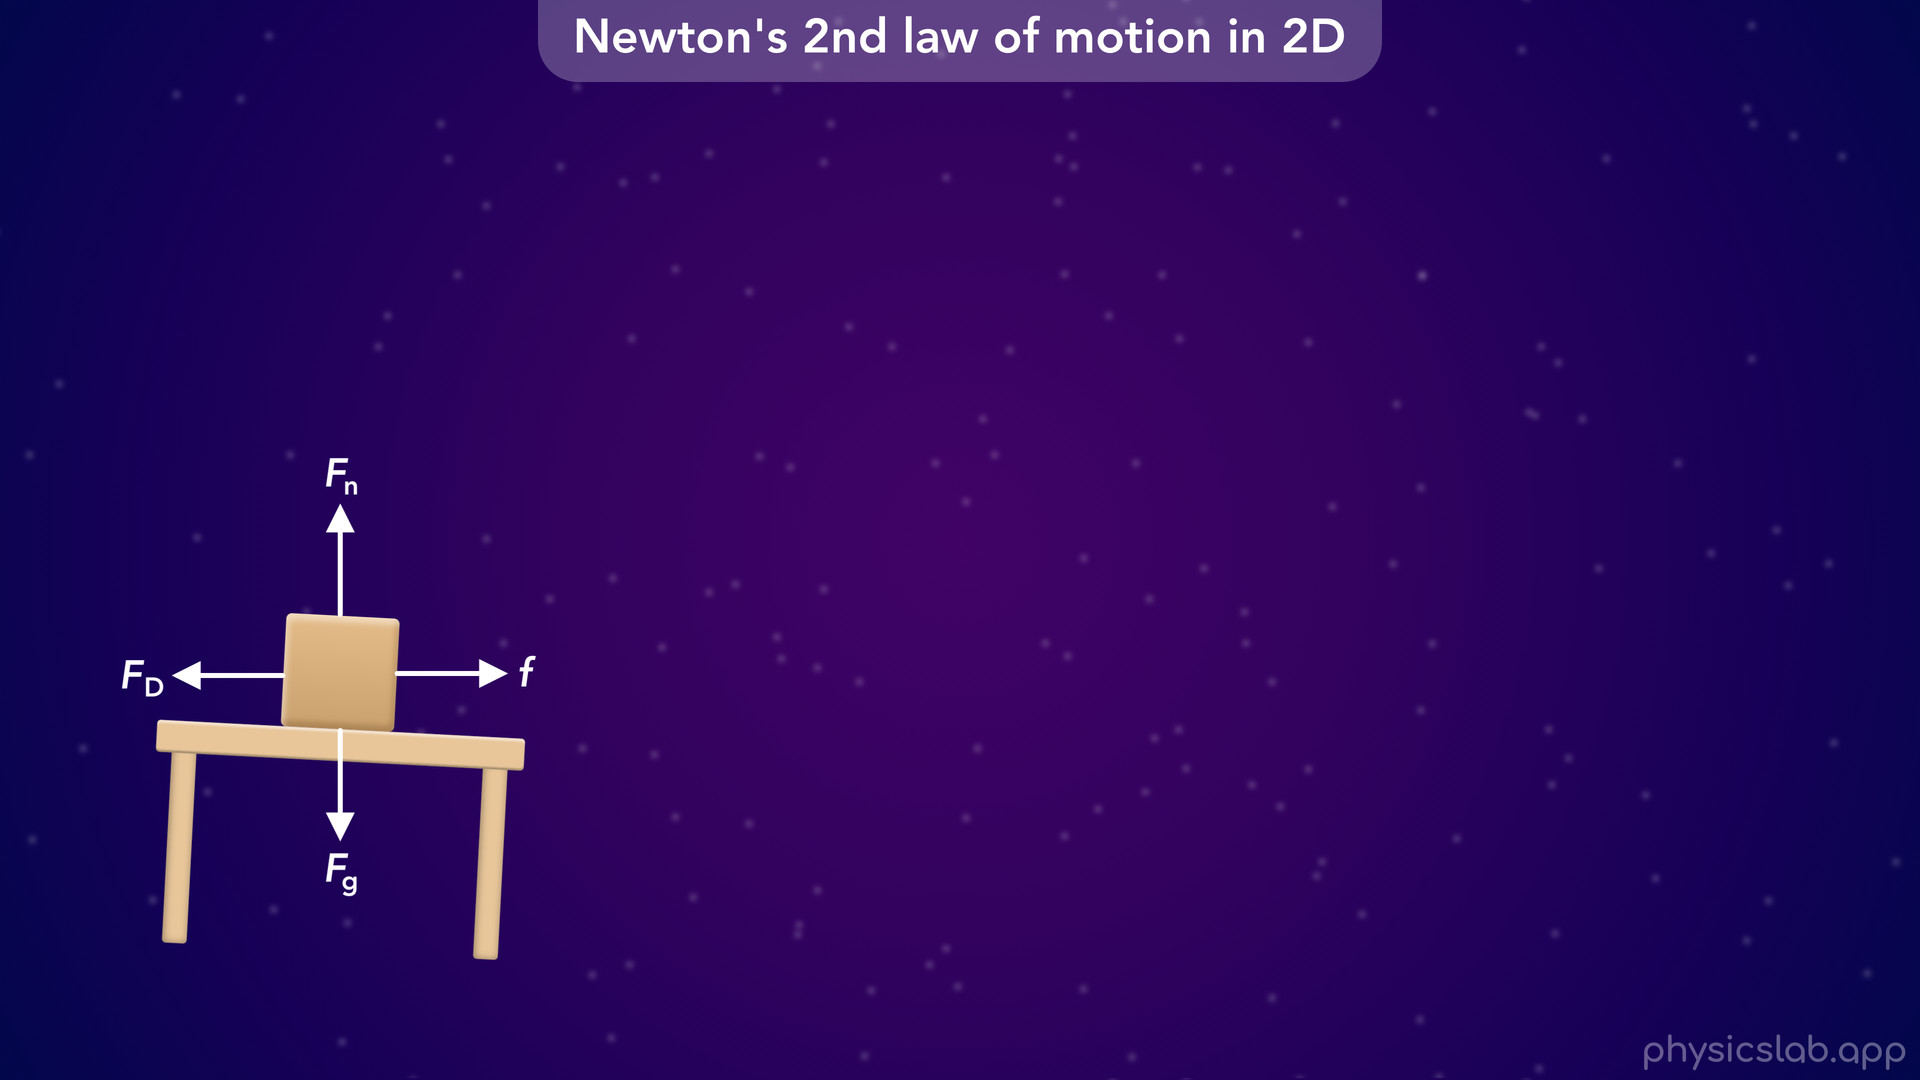 Newton's 2nd law of motion in 2D
Fn
FD
f
Fg
physicslab.app